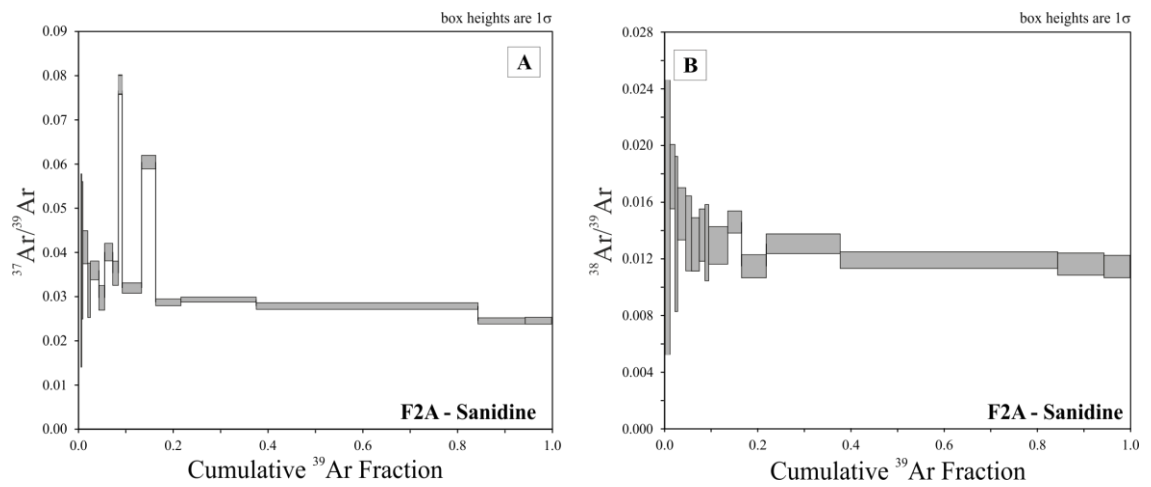 box heights are 1σ
A
0.09
0.08
0.07
0.06
0.05
0.04
0.03
0.02
0.01
0.00
³⁷Ar/³⁹Ar
F2A - Sanidine
0.0 0.2 0.4 0.6 0.8 1.0
Cumulative ³⁹Ar Fraction
box heights are 1σ
B
0.028
0.024
0.020
0.016
0.012
0.008
0.004
0.000
³⁸Ar/³⁹Ar
F2A - Sanidine
0.0 0.2 0.4 0.6 0.8 1.0
Cumulative ³⁹Ar Fraction